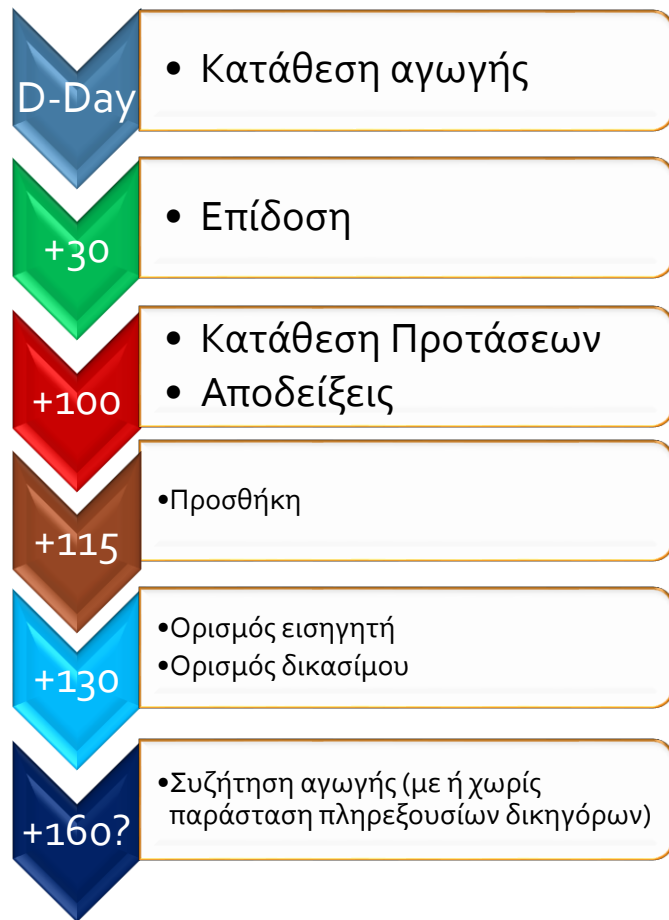 D-Day
• Κατάθεση αγωγής
+30
• Επίδοση
+100
• Κατάθεση Προτάσεων
• Αποδείξεις
+115
•Προσθήκη
+130
•Ορισμός εισηγητή
•Ορισμός δικασίμου
+160?
•Συζήτηση αγωγής (με ή χωρίς
παράσταση πληρεξουσίων δικηγόρων)